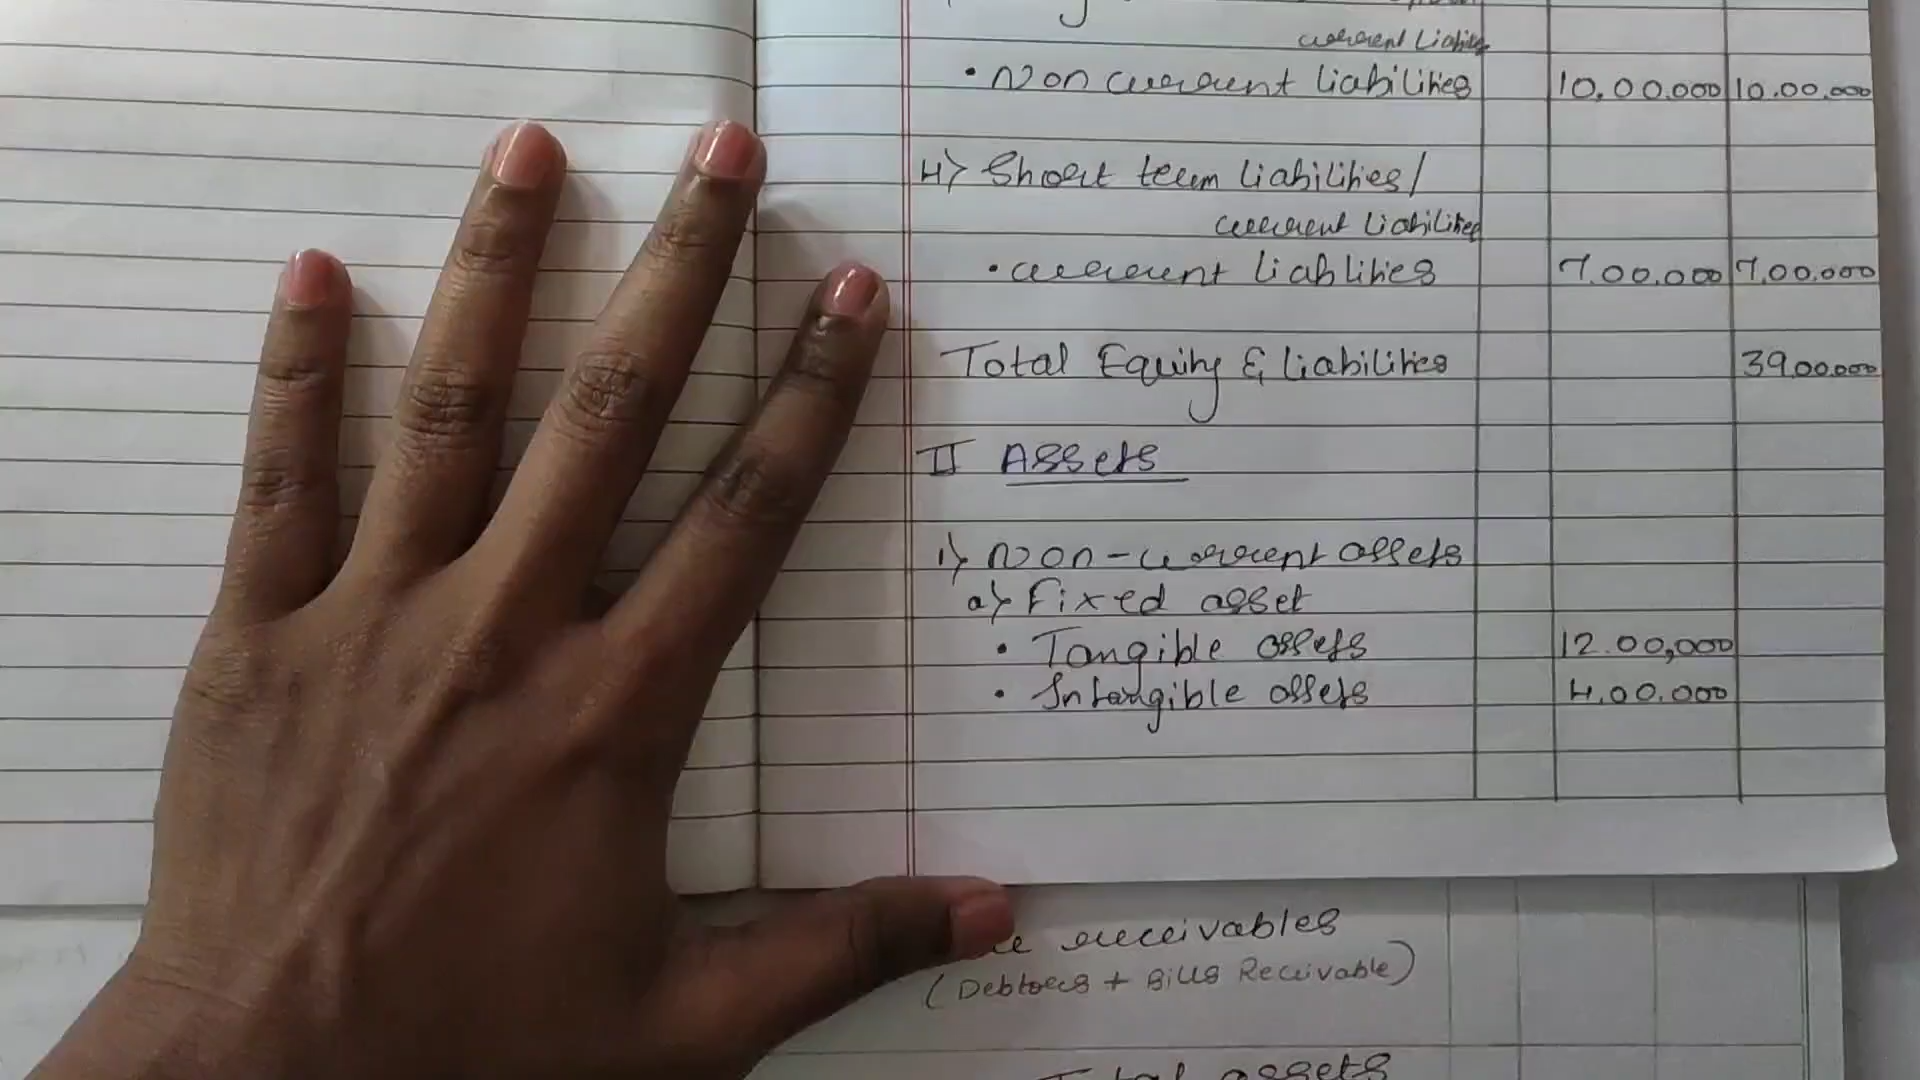 current Liabilities
• Non current liabilities 10,00.000 10.00.000
4) Short term liabilities/
current liabilities
• current liablities 7.00.000 7,00.000
Total Equity & liabilities 39,00.000
II Assets
1) Non-current assets
a) Fixed asset
• Tangible assets 12.00,000
• Intangible assets 4,00.000
receivables
(Debtors + Bills Receivable)
assets